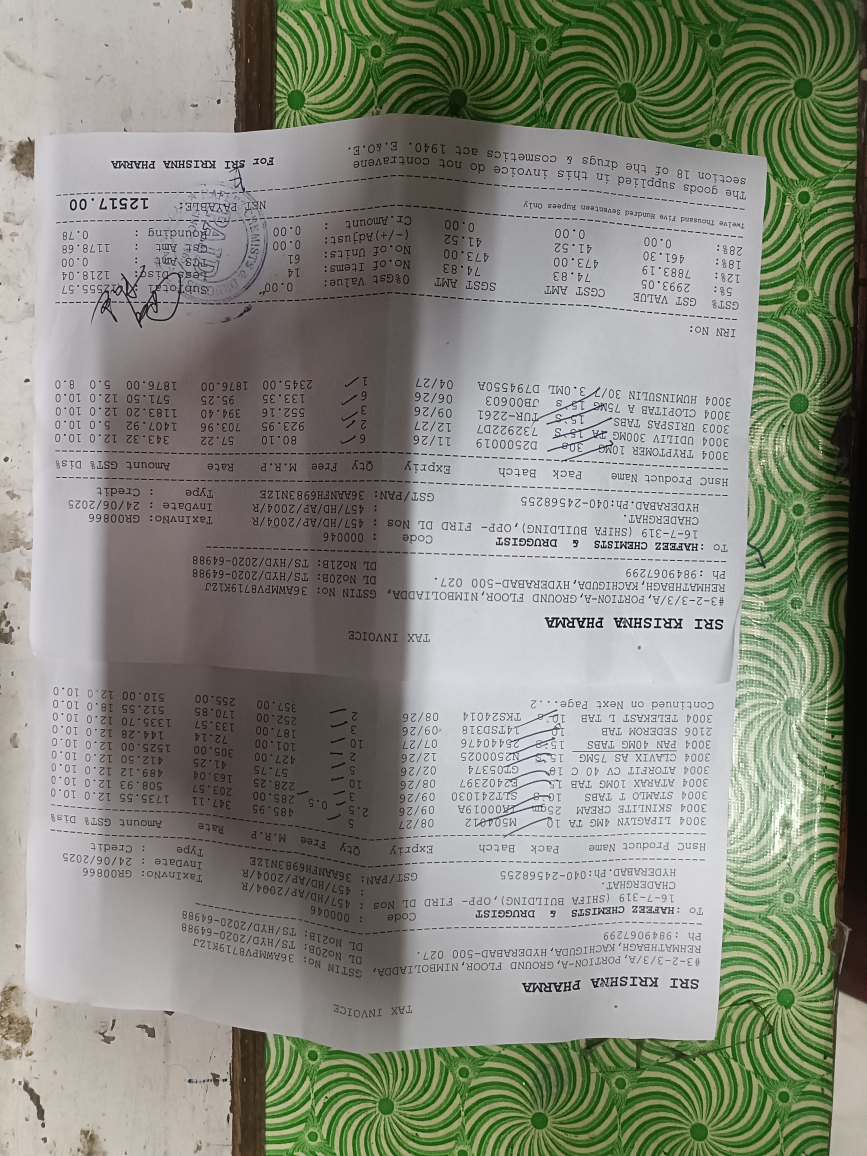 TAX INVOICE
SRI KRISHNA PHARMA
#3-2-3/3/A, PORTION-A, GROUND FLOOR, NIMBOLIADDA, GSTIN No: 36AWMPV8719K1ZJ
REHMATHBAGH, KACHIGUDA, HYDERABAD-500 027. DL No20B: TS/HYD/2020-64988
Ph :9849067299 DL No21B: TS/HYD/2020-64988
To :HAFEEZ CHEMISTS & DRUGGIST Code : 000046
16-7-319 (SHIFA BUILDING), OPP- FIRD DL Nos : 457/HD/AP/2004/R TaxInvNo: GR00866
CHADERGHAT. : 457/HD/AP/2004/R InvDate : 24/06/2025
HYDERABAD.Ph:040-24568255 GST/PAN: 36AANFH6983N1ZE Type : Credit
HsnC Product Name Pack Batch Expriy Qty Free M.R.P Rate Amount GST% Dis%
3004 LIPAGLYN 4MG TA 10 M504012 08/27 5 485.95 347.11 1735.55 12.0 10.0
3004 SKINLITE CREAM 25gm HA00019A 09/26 2.5 0.5 285.00 203.57 508.93 12.0 10.0
3004 STAMLO T TABS 10's SIT241030 09/26 3 228.25 163.04 489.12 12.0 10.0
3004 ATARAX 10MG TAB 15 E2402397 08/26 10 57.75 41.25 412.50 12.0 10.0
3004 ATORFIT CV 40 C 10 GT05374 02/26 5 427.00 305.00 1525.00 12.0 10.0
3004 CLAVIX AS 75MG 15'S N2500025 12/26 2 101.00 72.14 144.28 12.0 10.0
3004 PAN 40MG TABS 15's 25440476 07/27 10 187.00 133.57 1335.70 12.0 10.0
2106 SEDEROM TAB 10 14TSD31B 09/26 3 252.00 170.85 512.55 18.0 10.0
3004 TELEKAST L TAB 10's TKS24014 08/26 2 357.00 255.00 510.00 12.0 10.0
Continued on Next Page...2
TAX INVOICE
SRI KRISHNA PHARMA
#3-2-3/3/A, PORTION-A, GROUND FLOOR, NIMBOLIADDA, GSTIN No: 36AWMPV8719K1ZJ
REHMATHBAGH, KACHIGUDA, HYDERABAD-500 027. DL No20B: TS/HYD/2020-64988
Ph :9849067299 DL No21B: TS/HYD/2020-64988
To :HAFEEZ CHEMISTS & DRUGGIST Code : 000046
16-7-319 (SHIFA BUILDING), OPP- FIRD DL Nos : 457/HD/AP/2004/R TaxInvNo: GR00866
CHADERGHAT. : 457/HD/AP/2004/R InvDate : 24/06/2025
HYDERABAD.Ph:040-24568255 GST/PAN: 36AANFH6983N1ZE Type : Credit
HsnC Product Name Pack Batch Expriy Qty Free M.R.P Rate Amount GST% Dis%
3004 TRYPTOMER 10MG 30s D2500019 11/26 6 80.10 57.22 343.32 12.0 10.0
3004 UDILIV 300MG TA 15's 732922D7 12/27 2 923.95 703.96 1407.92 5.0 10.0
3003 URISPAS TABS 15's TUR-2261 09/26 3 552.16 394.40 1183.20 12.0 10.0
3004 CLOPITAB A 75MG 15's JB00603 06/26 6 133.35 95.25 571.50 12.0 10.0
3004 HUMINSULIN 30/7 3.0ML D794550A 04/27 1 2345.00 1876.00 1876.00 5.0 8.0
IRN No:
GST% GST VALUE CGST AMT SGST AMT 0%Gst Value: 0.00 SubTotal : 12555.57
5%: 2993.05 74.83 74.83 No.of Items: 14 Less Disc: 1218.04
12%: 7883.19 473.00 473.00 No.of Units: 61 Pcs.Amt : 0.00
18%: 461.30 41.52 41.52 (-/+)Adjust: 0.00 Gst Amt : 1178.68
28%: 0.00 0.00 0.00 Cr.Amount : 0.00 Rounding : 0.78
Twelve Thousand Five Hundred Seventeen Rupees Only NET PAYABLE: 12517.00
The goods supplied in this invoice do not contravene
section 18 of the drugs & cosmetics act 1940. E.O&.E. For SRI KRISHNA PHARMA